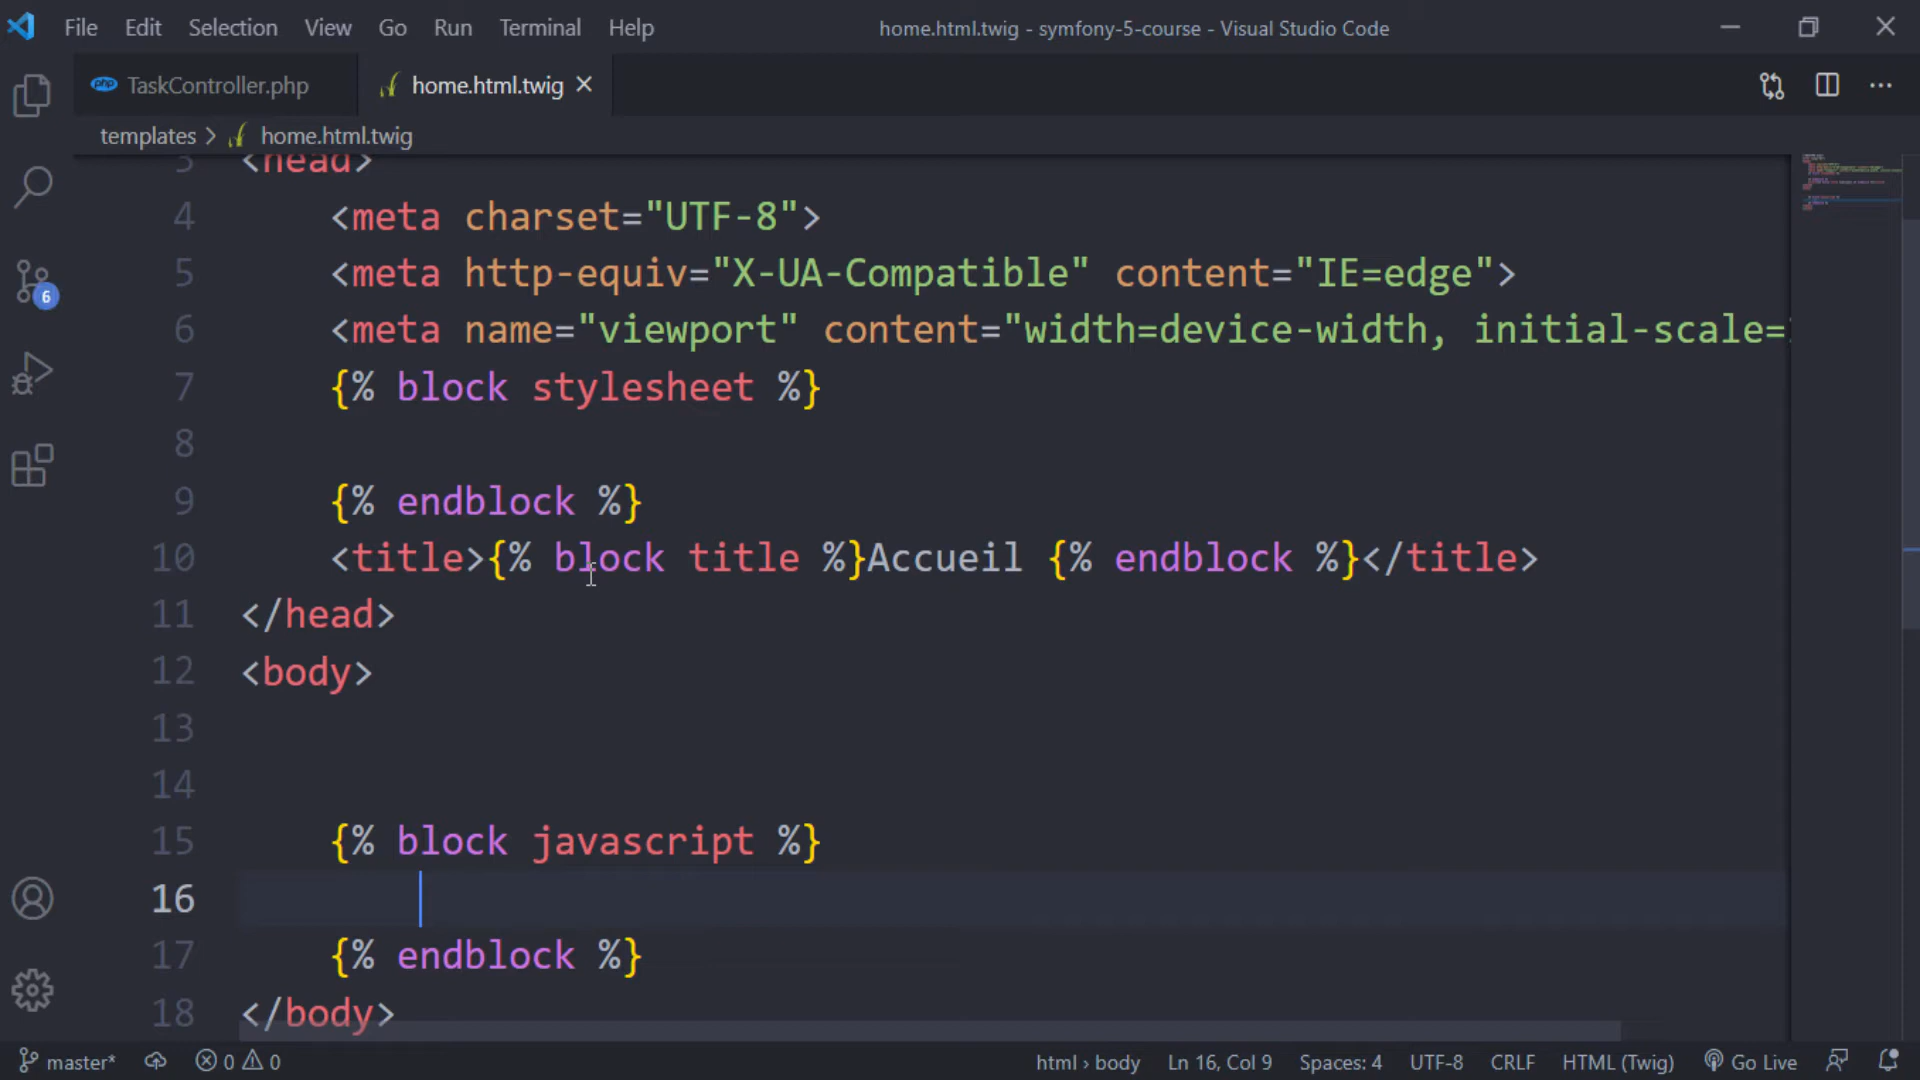 File Edit Selection View Go Run Terminal Help home.html.twig - symfony-5-course - Visual Studio Code
php TaskController.php home.html.twig
templates > home.html.twig
3 <head>
4 <meta charset="UTF-8">
5 <meta http-equiv="X-UA-Compatible" content="IE=edge">
6 <meta name="viewport" content="width=device-width, initial-scale=
7 {% block stylesheet %}
8
9 {% endblock %}
10 <title>{% block title %}Accueil {% endblock %}</title>
11 </head>
12 <body>
13
14
15 {% block javascript %}
16
17 {% endblock %}
18 </body>
6
master* 0 0 html › body Ln 16, Col 9 Spaces: 4 UTF-8 CRLF HTML (Twig) Go Live